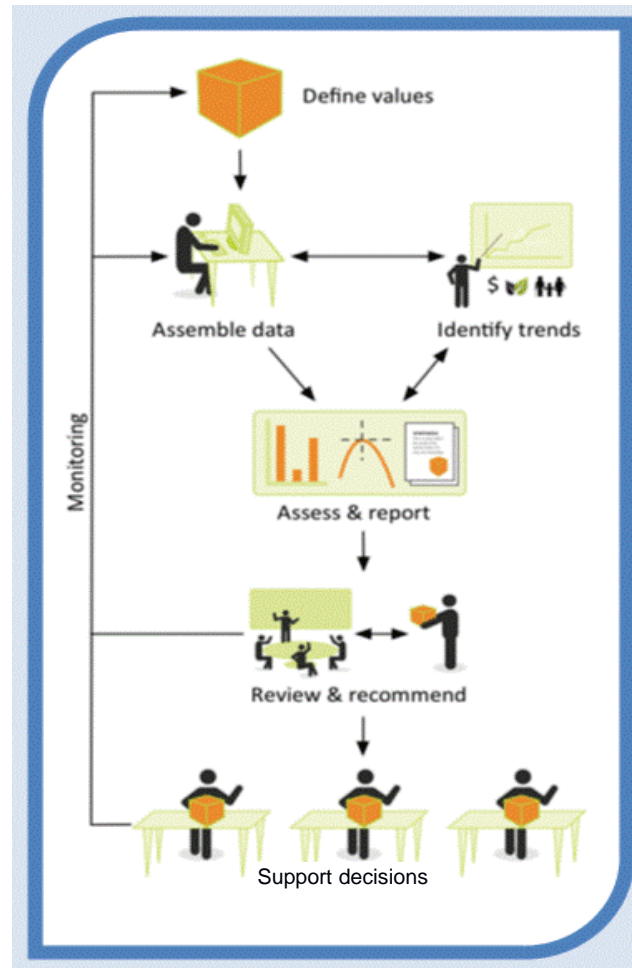 Define values
Assemble data
Identify trends
$
Monitoring
Assess & report
Review & recommend
Support decisions